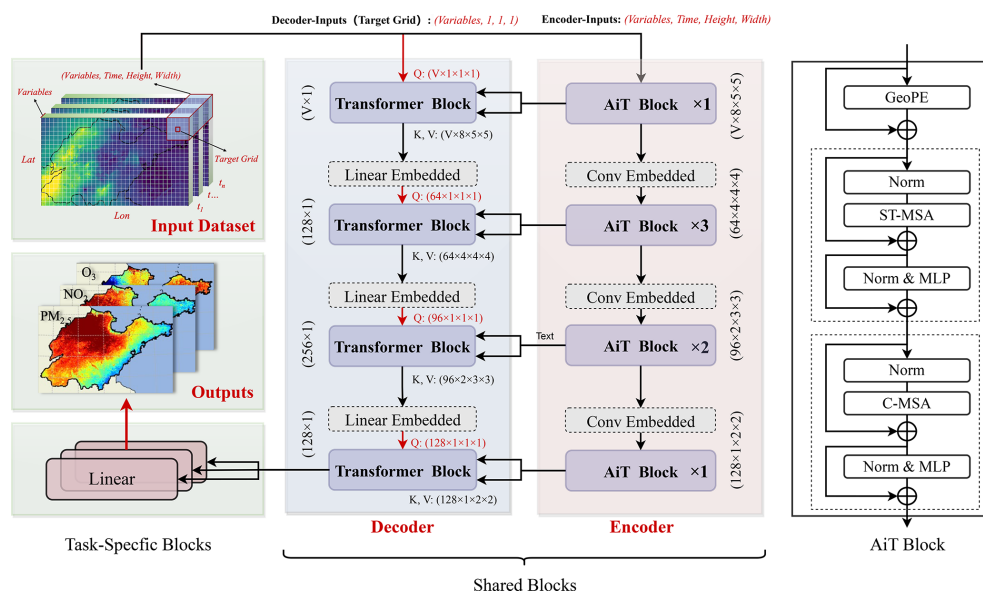 Decoder-Inputs (Target Grid) : (Variables, 1, 1, 1)
Encoder-Inputs: (Variables, Time, Height, Width)
(Variables, Time, Height, Width)
Variables
Lat
Target Grid
t_n
t…
t_1
Lon
Input Dataset
O_3
NO_2
PM_2.5
Outputs
Linear
Task-Specfic Blocks
Q: (V×1×1×1)
(V×1)
Transformer Block
K, V: (V×8×5×5)
Linear Embedded
Q: (64×1×1×1)
(128×1)
Transformer Block
K, V: (64×4×4×4)
Linear Embedded
Q: (96×1×1×1)
(256×1)
Transformer Block
K, V: (96×2×3×3)
Linear Embedded
Q: (128×1×1×1)
(128×1)
Transformer Block
K, V: (128×1×2×2)
Decoder
AiT Block ×1
(V×8×5×5)
Conv Embedded
AiT Block ×3
(64×4×4×4)
Conv Embedded
Text
AiT Block ×2
(96×2×3×3)
Conv Embedded
AiT Block ×1
(128×1×2×2)
Encoder
Shared Blocks
GeoPE
Norm
ST-MSA
Norm & MLP
Norm
C-MSA
Norm & MLP
AiT Block